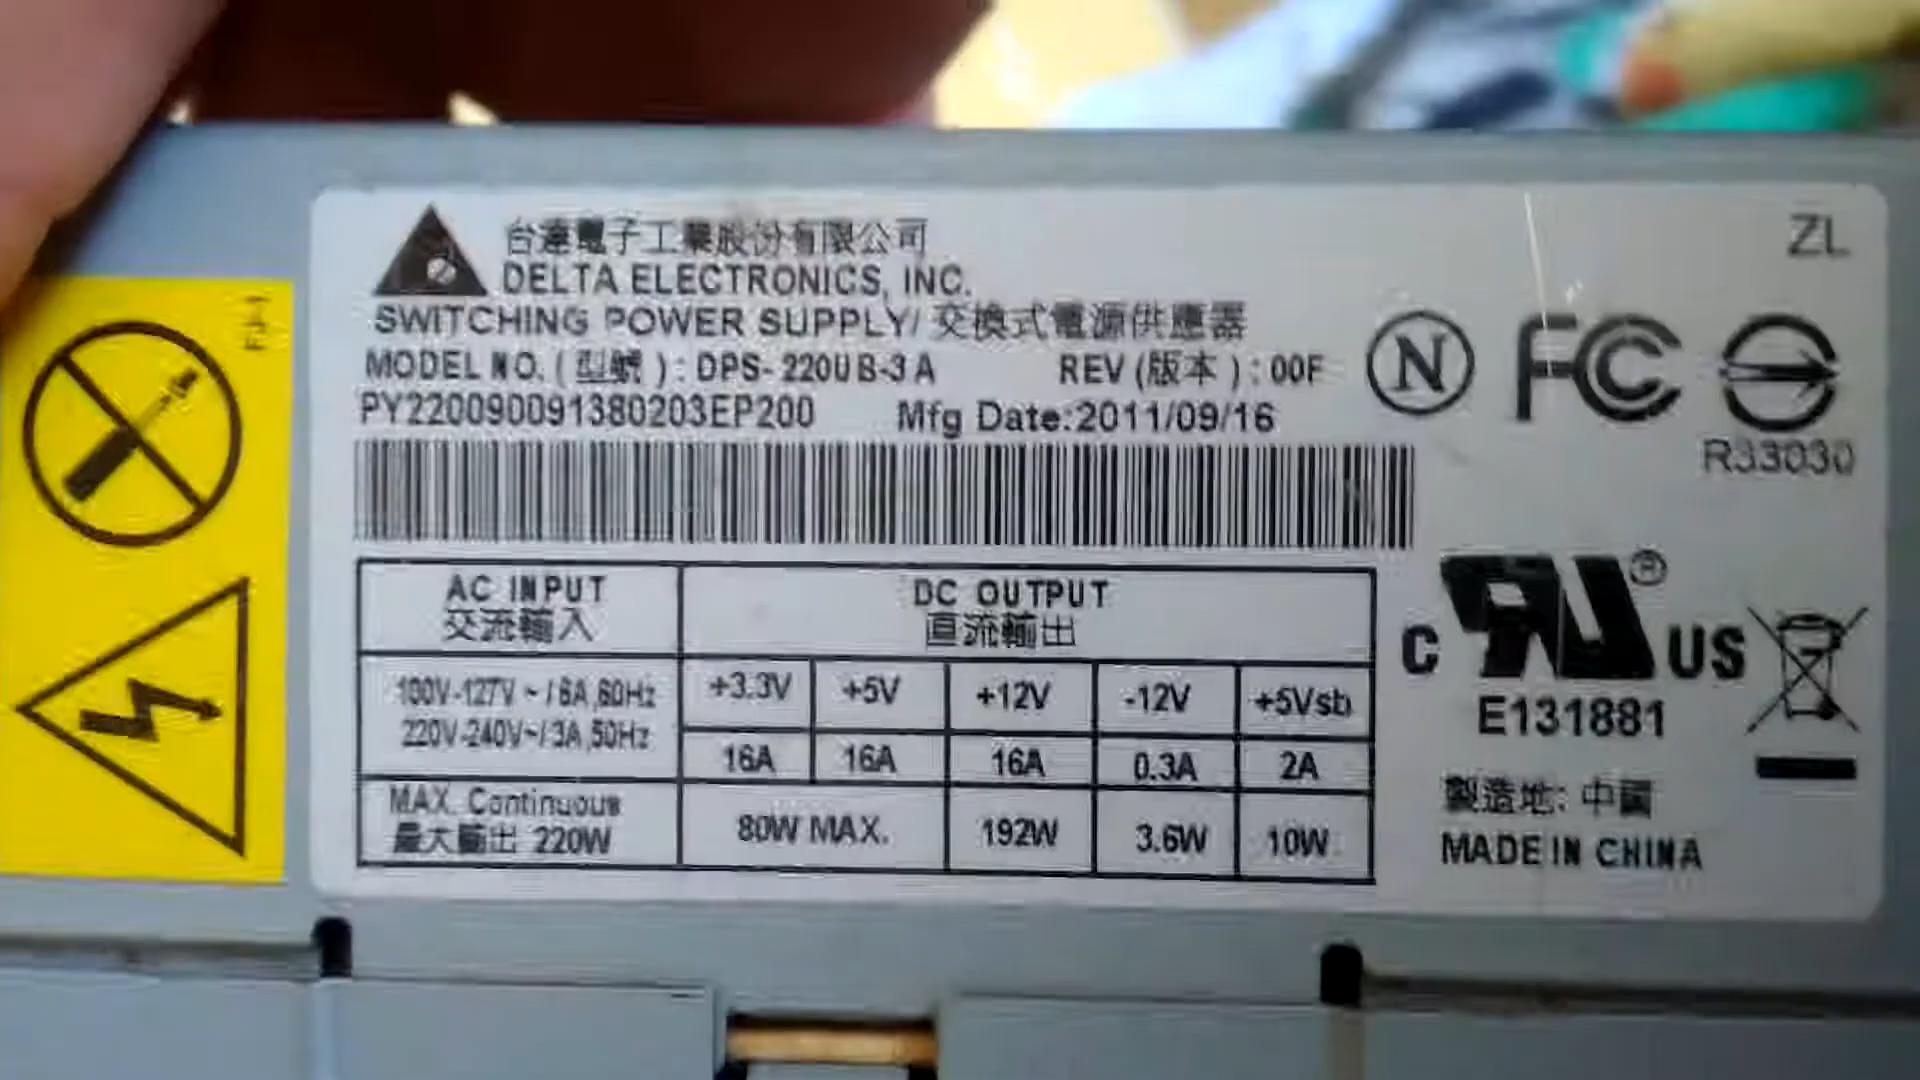 台達電子工業股份有限公司
DELTA ELECTRONICS, INC.
SWITCHING POWER SUPPLY/ 交換式電源供應器
MODEL NO. (型號): DPS-220UB-3 A REV (版本): 00F
PY220090091380203EP200 Mfg Date:2011/09/16
ZL
N FC
R33030
AC INPUT
交流輸入
DC OUTPUT
直流輸出
100V-127V ~ / 6A, 60Hz
220V-240V~/ 3A, 50Hz
+3.3V +5V +12V -12V +5Vsb
16A 16A 16A 0.3A 2A
MAX. Continuous
最大輸出 220W
80W MAX. 192W 3.6W 10W
C US ®
E131881
製造地: 中國
MADE IN CHINA